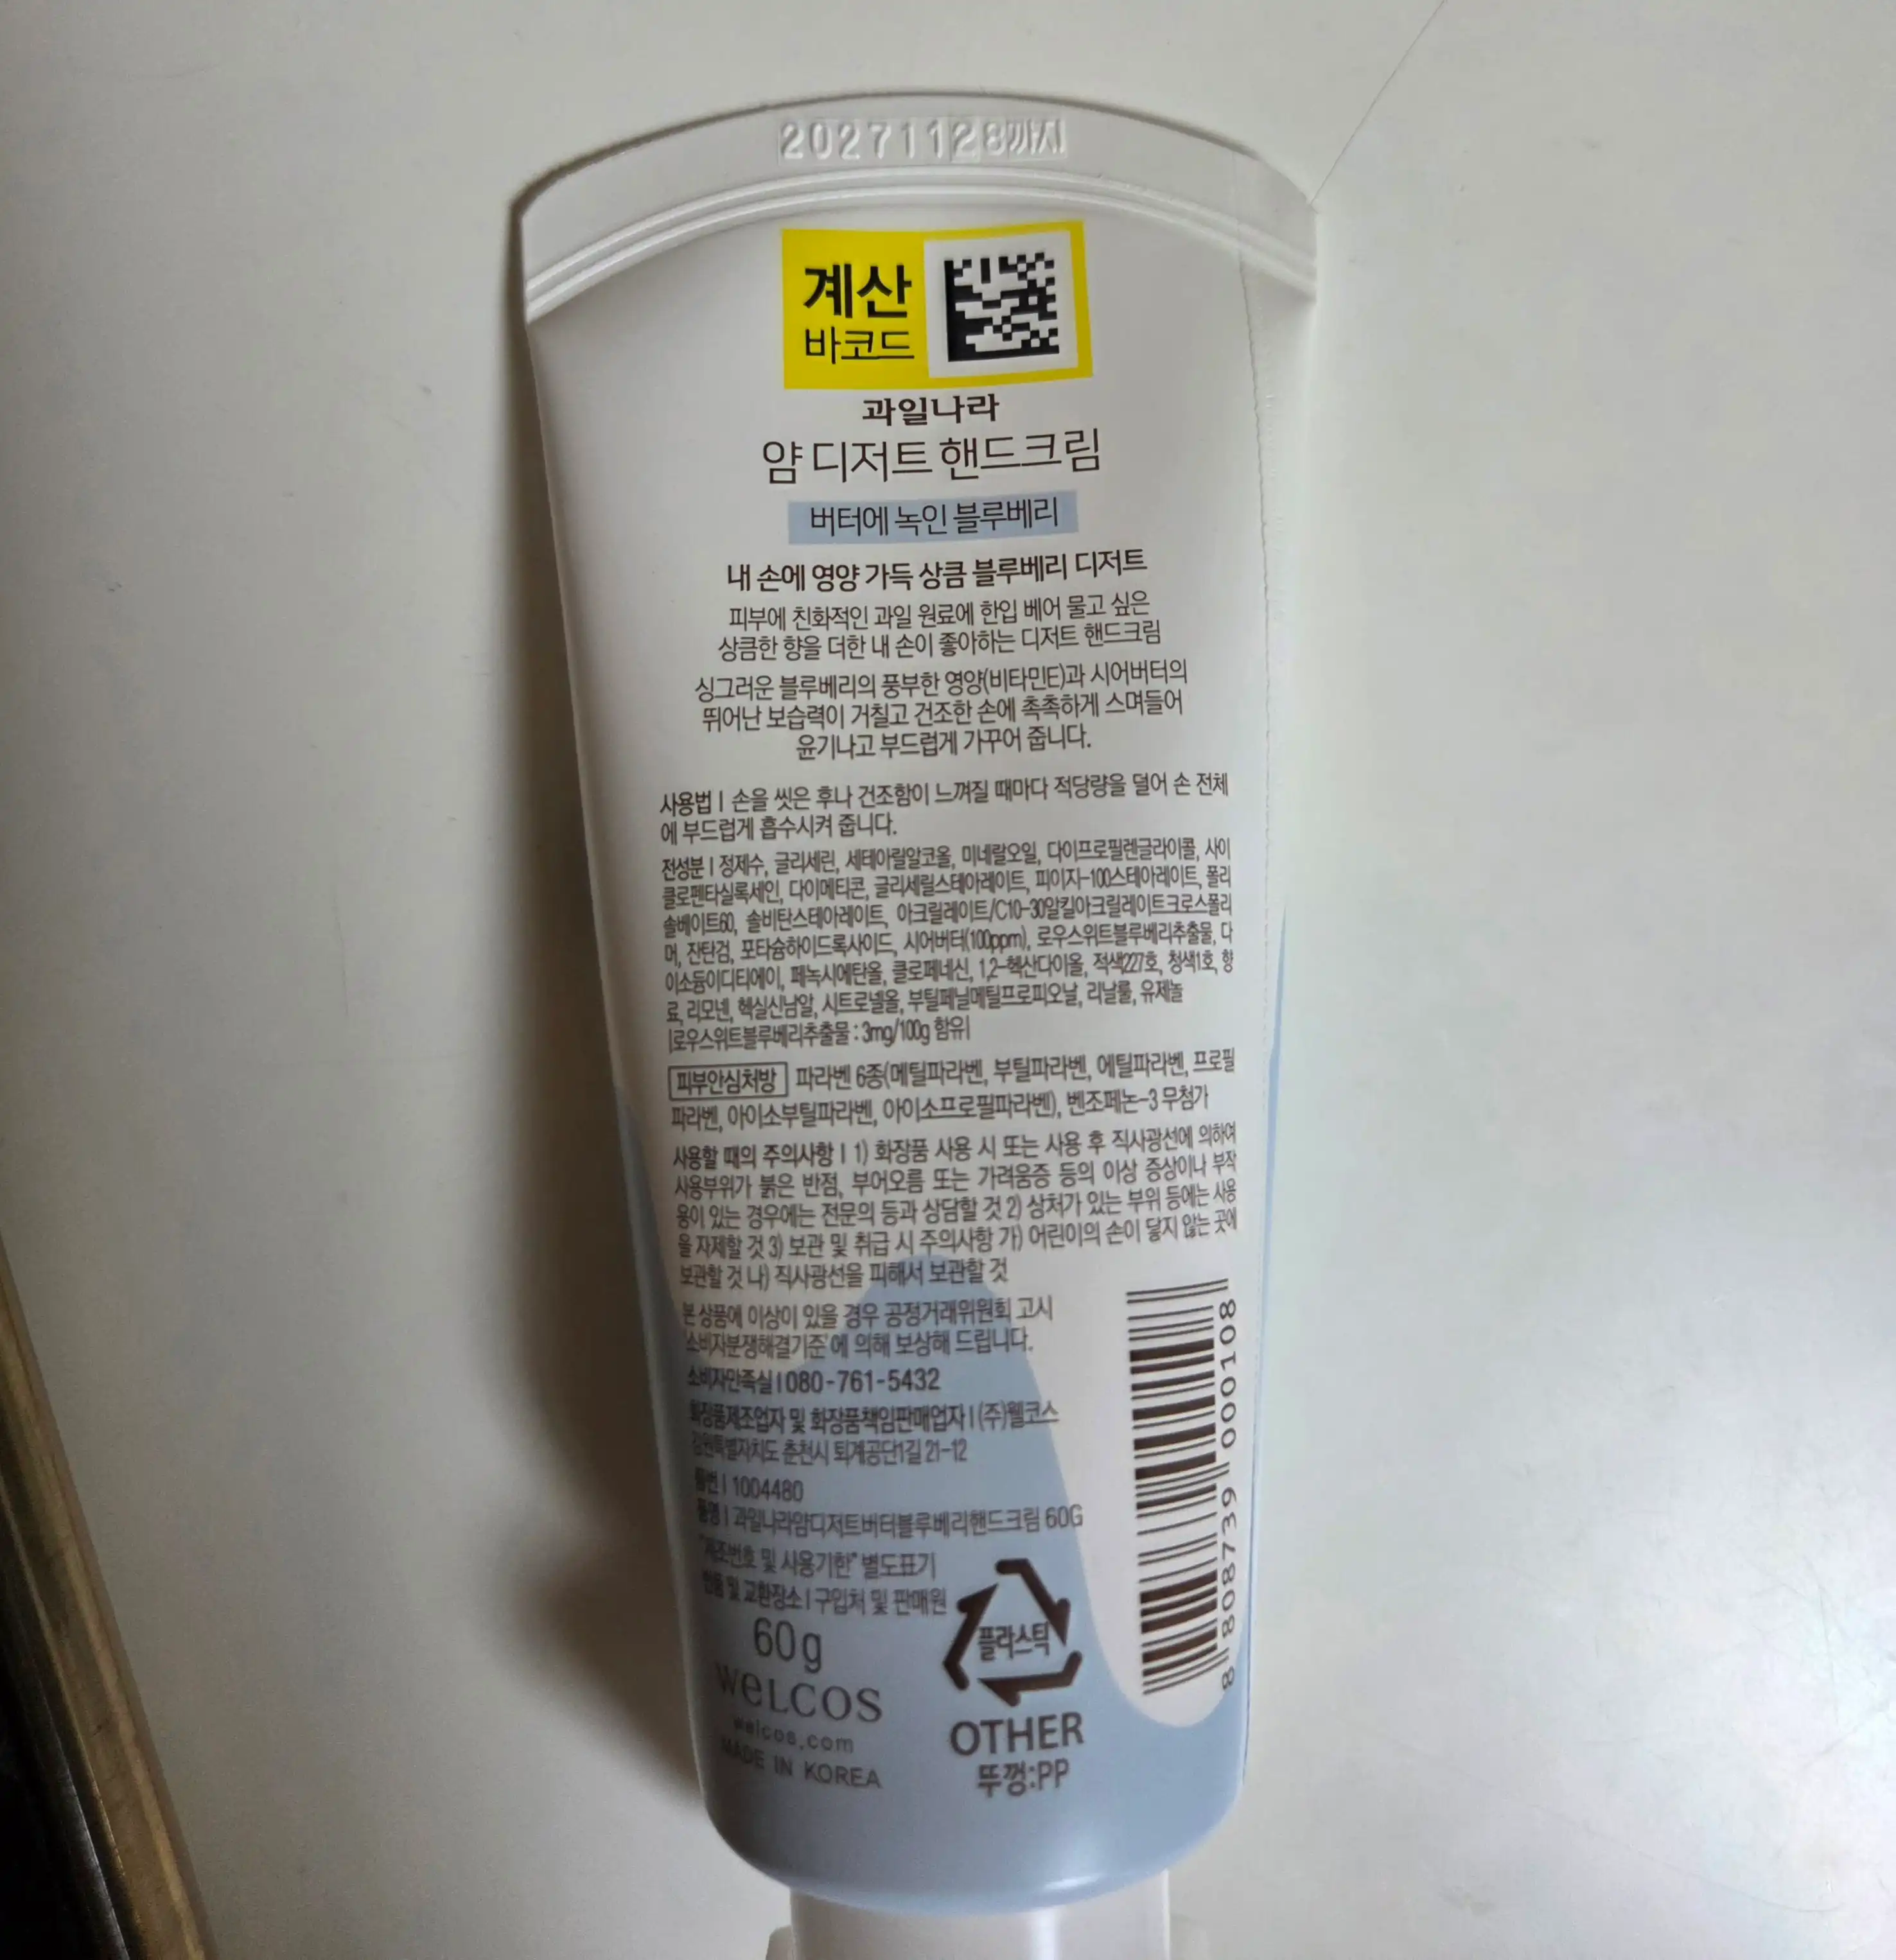 20271128까지
계산
바코드
과일나라
얌 디저트 핸드크림
버터에 녹인 블루베리
내 손에 영양 가득 상큼 블루베리 디저트
피부에 친화적인 과일 원료에 한입 베어 물고 싶은
상큼한 향을 더한 내 손이 좋아하는 디저트 핸드크림
싱그러운 블루베리의 풍부한 영양(비타민E)과 시어버터의
뛰어난 보습력이 거칠고 건조한 손에 촉촉하게 스며들어
윤기나고 부드럽게 가꾸어 줍니다.
사용법 | 손을 씻은 후나 건조함이 느껴질 때마다 적당량을 덜어 손 전체
에 부드럽게 흡수시켜 줍니다.
전성분 | 정제수, 글리세린, 세테아릴알코올, 미네랄오일, 다이프로필렌글라이콜, 사이
클로펜타실록세인, 다이메티콘, 글리세릴스테아레이트, 피이지-100스테아레이트, 폴리
솔베이트60, 솔비탄스테아레이트, 아크릴레이트/C10-30알킬아크릴레이트크로스폴리
머, 잔탄검, 포타슘하이드록사이드, 시어버터(100ppm), 로우스위트블루베리추출물, 다
이소듐이디티에이, 페녹시에탄올, 클로페네신, 1,2-헥산다이올, 적색227호, 청색1호, 향
료, 리모넨, 헥실신남알, 시트로넬올, 부틸페닐메틸프로피오날, 리날룰, 유제놀
|로우스위트블루베리추출물 : 3mg/100g 함유|
피부안심처방 파라벤 6종(메틸파라벤, 부틸파라벤, 에틸파라벤, 프로필
파라벤, 아이소부틸파라벤, 아이소프로필파라벤), 벤조페논-3 무첨가
사용할 때의 주의사항 | 1) 화장품 사용 시 또는 사용 후 직사광선에 의하여
사용부위가 붉은 반점, 부어오름 또는 가려움증 등의 이상 증상이나 부작
용이 있는 경우에는 전문의 등과 상담할 것 2) 상처가 있는 부위 등에는 사용
을 자제할 것 3) 보관 및 취급 시 주의사항 가) 어린이의 손이 닿지 않는 곳에
보관할 것 나) 직사광선을 피해서 보관할 것
본 상품에 이상이 있을 경우 공정거래위원회 고시
'소비자분쟁해결기준'에 의해 보상해 드립니다.
소비자만족실 | 080-761-5432
화장품제조업자 및 화장품책임판매업자 | (주)웰코스
강원특별자치도 춘천시 퇴계공단1길 21-12
품번 | 1004480
품명 | 과일나라얌디저트버터블루베리핸드크림 60G
"제조번호 및 사용기한" 별도표기
반품 및 교환장소 | 구입처 및 판매원
60g
WeLCOS
welcos.com
MADE IN KOREA
플라스틱
OTHER
뚜껑:PP
8 808739 000108